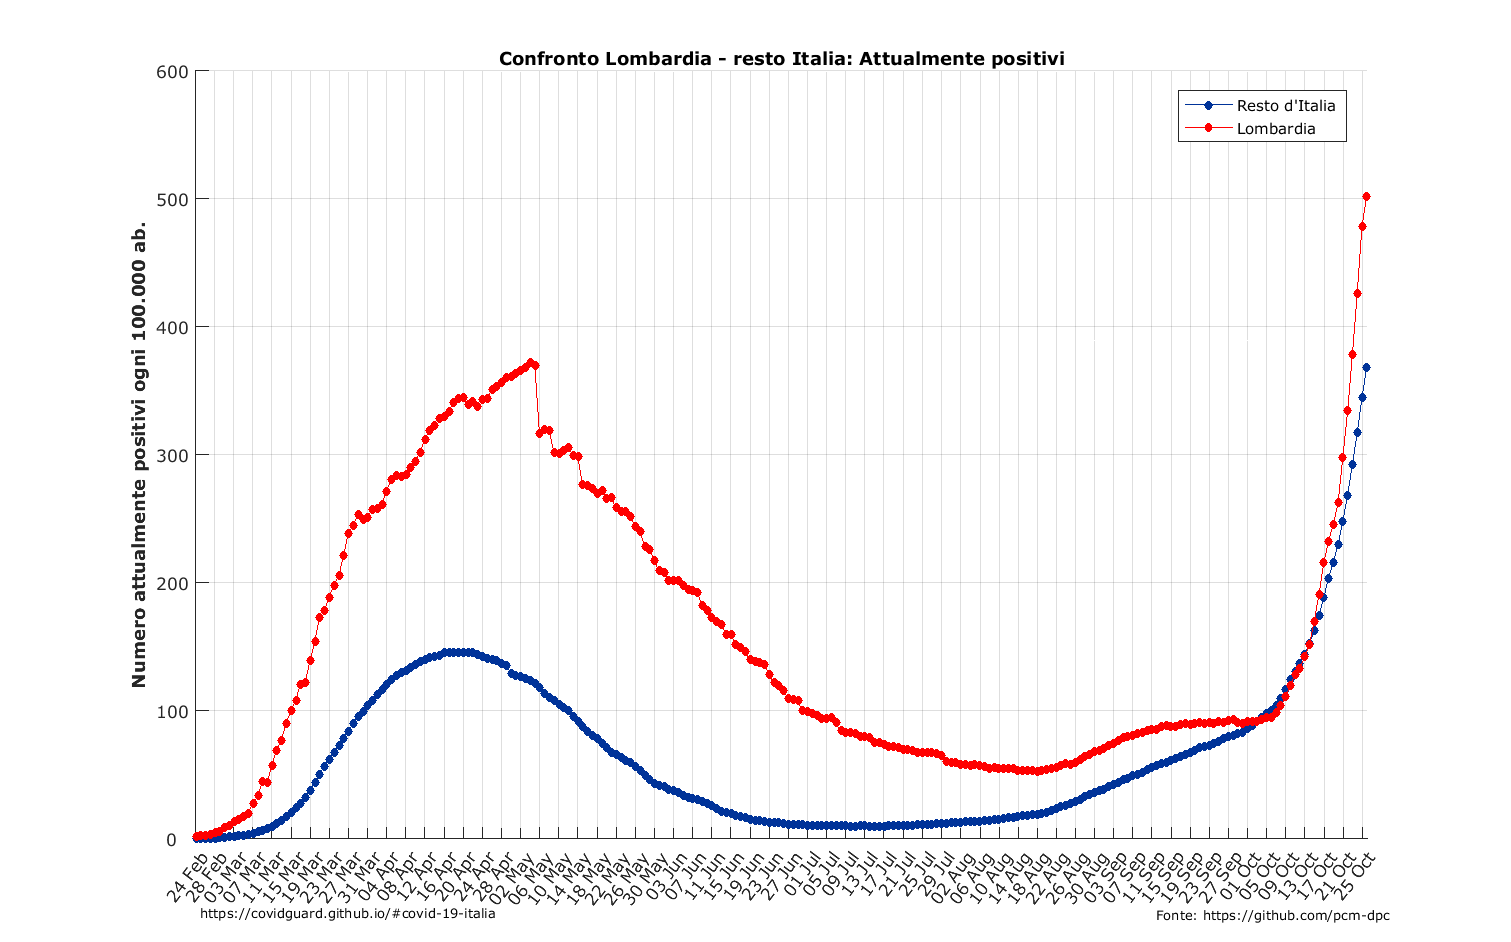 Confronto Lombardia - resto Italia: Attualmente positivi
Resto d'Italia
Lombardia
Numero attualmente positivi ogni 100.000 ab.
600
500
400
300
200
100
0
24 Feb
28 Feb
03 Mar
07 Mar
11 Mar
15 Mar
19 Mar
23 Mar
27 Mar
31 Mar
04 Apr
08 Apr
12 Apr
16 Apr
20 Apr
24 Apr
28 Apr
02 May
06 May
10 May
14 May
18 May
22 May
26 May
30 May
03 Jun
07 Jun
11 Jun
15 Jun
19 Jun
23 Jun
27 Jun
01 Jul
05 Jul
09 Jul
13 Jul
17 Jul
21 Jul
25 Jul
29 Jul
02 Aug
06 Aug
10 Aug
14 Aug
18 Aug
22 Aug
26 Aug
30 Aug
03 Sep
07 Sep
11 Sep
15 Sep
19 Sep
23 Sep
27 Sep
01 Oct
05 Oct
09 Oct
13 Oct
17 Oct
21 Oct
25 Oct
https://covidguard.github.io/#covid-19-italia
Fonte: https://github.com/pcm-dpc